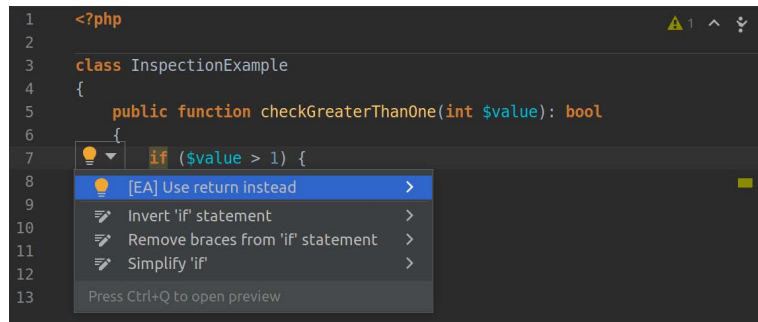 1 <?php
1
2
3 class InspectionExample
4 {
5 public function checkGreaterThanOne(int $value): bool
6 {
7 if ($value > 1) {
8 [EA] Use return instead
9 Invert 'if' statement
10 Remove braces from 'if' statement
11 Simplify 'if'
12
13 Press Ctrl+Q to open preview